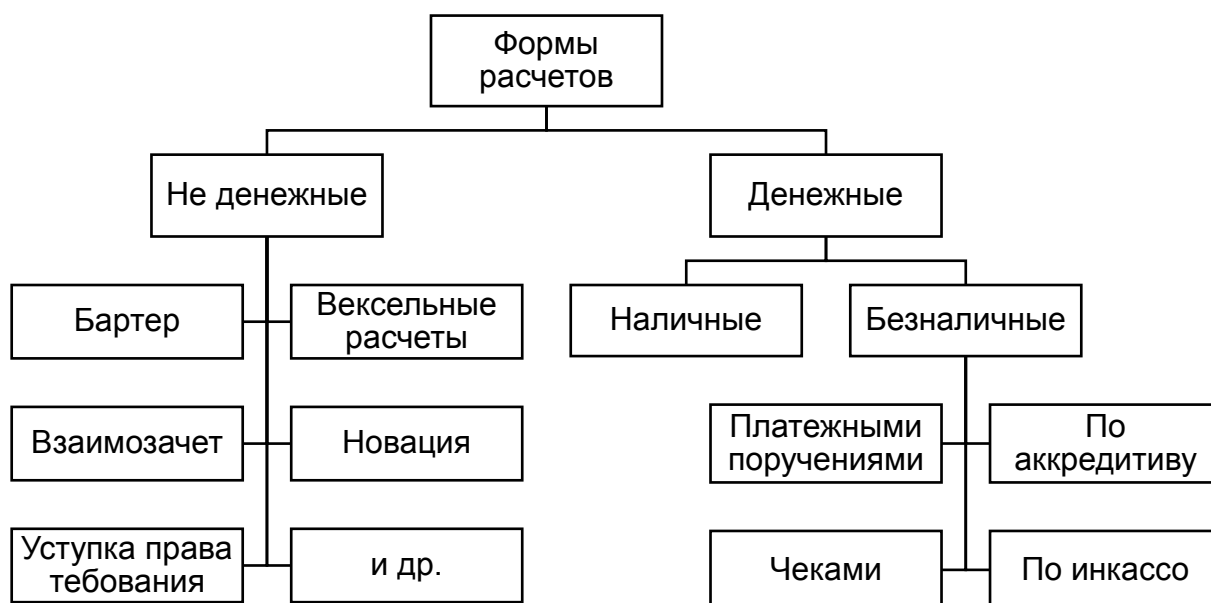 Формы
расчетов
Не денежные
Денежные
Бартер
Вексельные
расчеты
Наличные
Безналичные
Взаимозачет
Новация
Платежными
поручениями
По
аккредитиву
Уступка права
тебования
и др.
Чеками
По инкассо